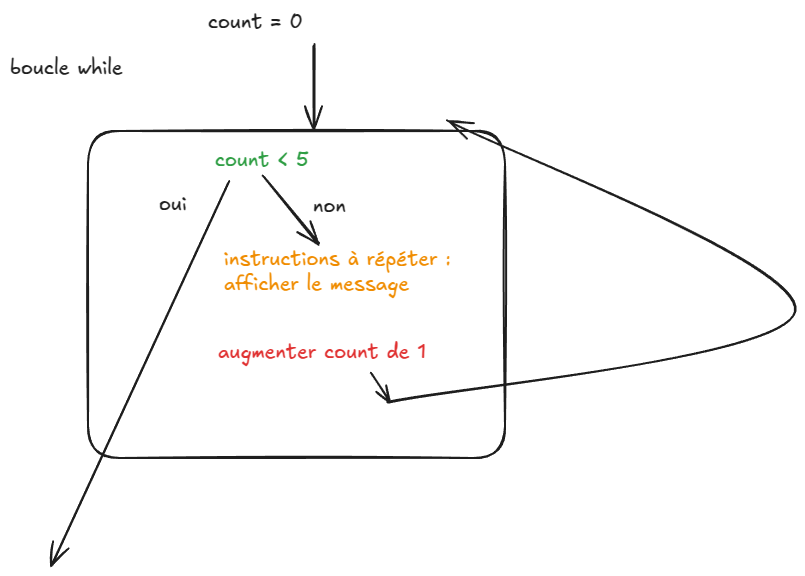 count = 0
boucle while
count < 5
oui
non
instructions à répéter :
afficher le message
augmenter count de 1